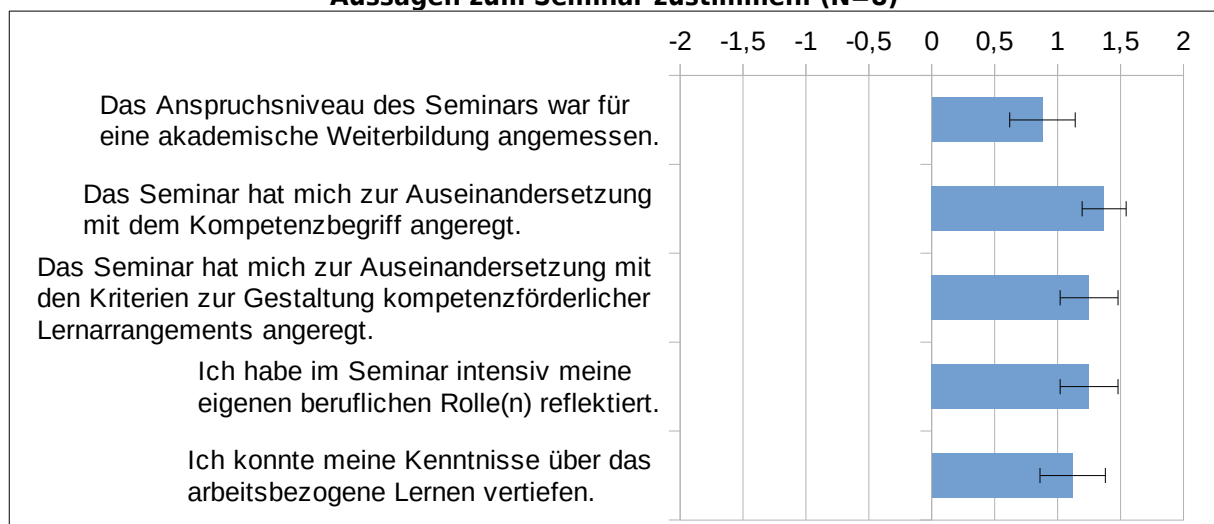 Aussagen zum Seminar
-2 -1,5 -1 -0,5 0 0,5 1 1,5 2
Das Anspruchsniveau des Seminars war für
eine akademische Weiterbildung angemessen.
Das Seminar hat mich zur Auseinandersetzung
mit dem Kompetenzbegriff angeregt.
Das Seminar hat mich zur Auseinandersetzung mit
den Kriterien zur Gestaltung kompetenzförderlicher
Lernarrangements angeregt.
Ich habe im Seminar intensiv meine
eigenen beruflichen Rolle(n) reflektiert.
Ich konnte meine Kenntnisse über das
arbeitsbezogene Lernen vertiefen.